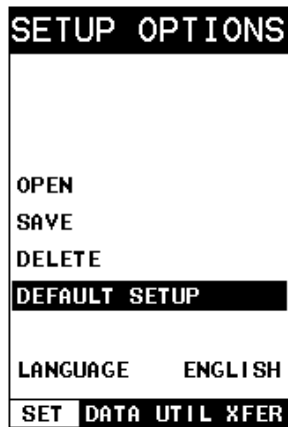 SETUP OPTIONS
OPEN
SAVE
DELETE
DEFAULT SETUP
LANGUAGE ENGLISH
SET DATA UTIL XFER